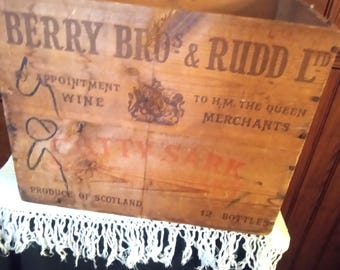 BERRY BROS & RUDD LTD
BY APPOINTMENT TO H.M. THE QUEEN
WINE MERCHANTS
CUTTY SARK
PRODUCE OF SCOTLAND 12 BOTTLES